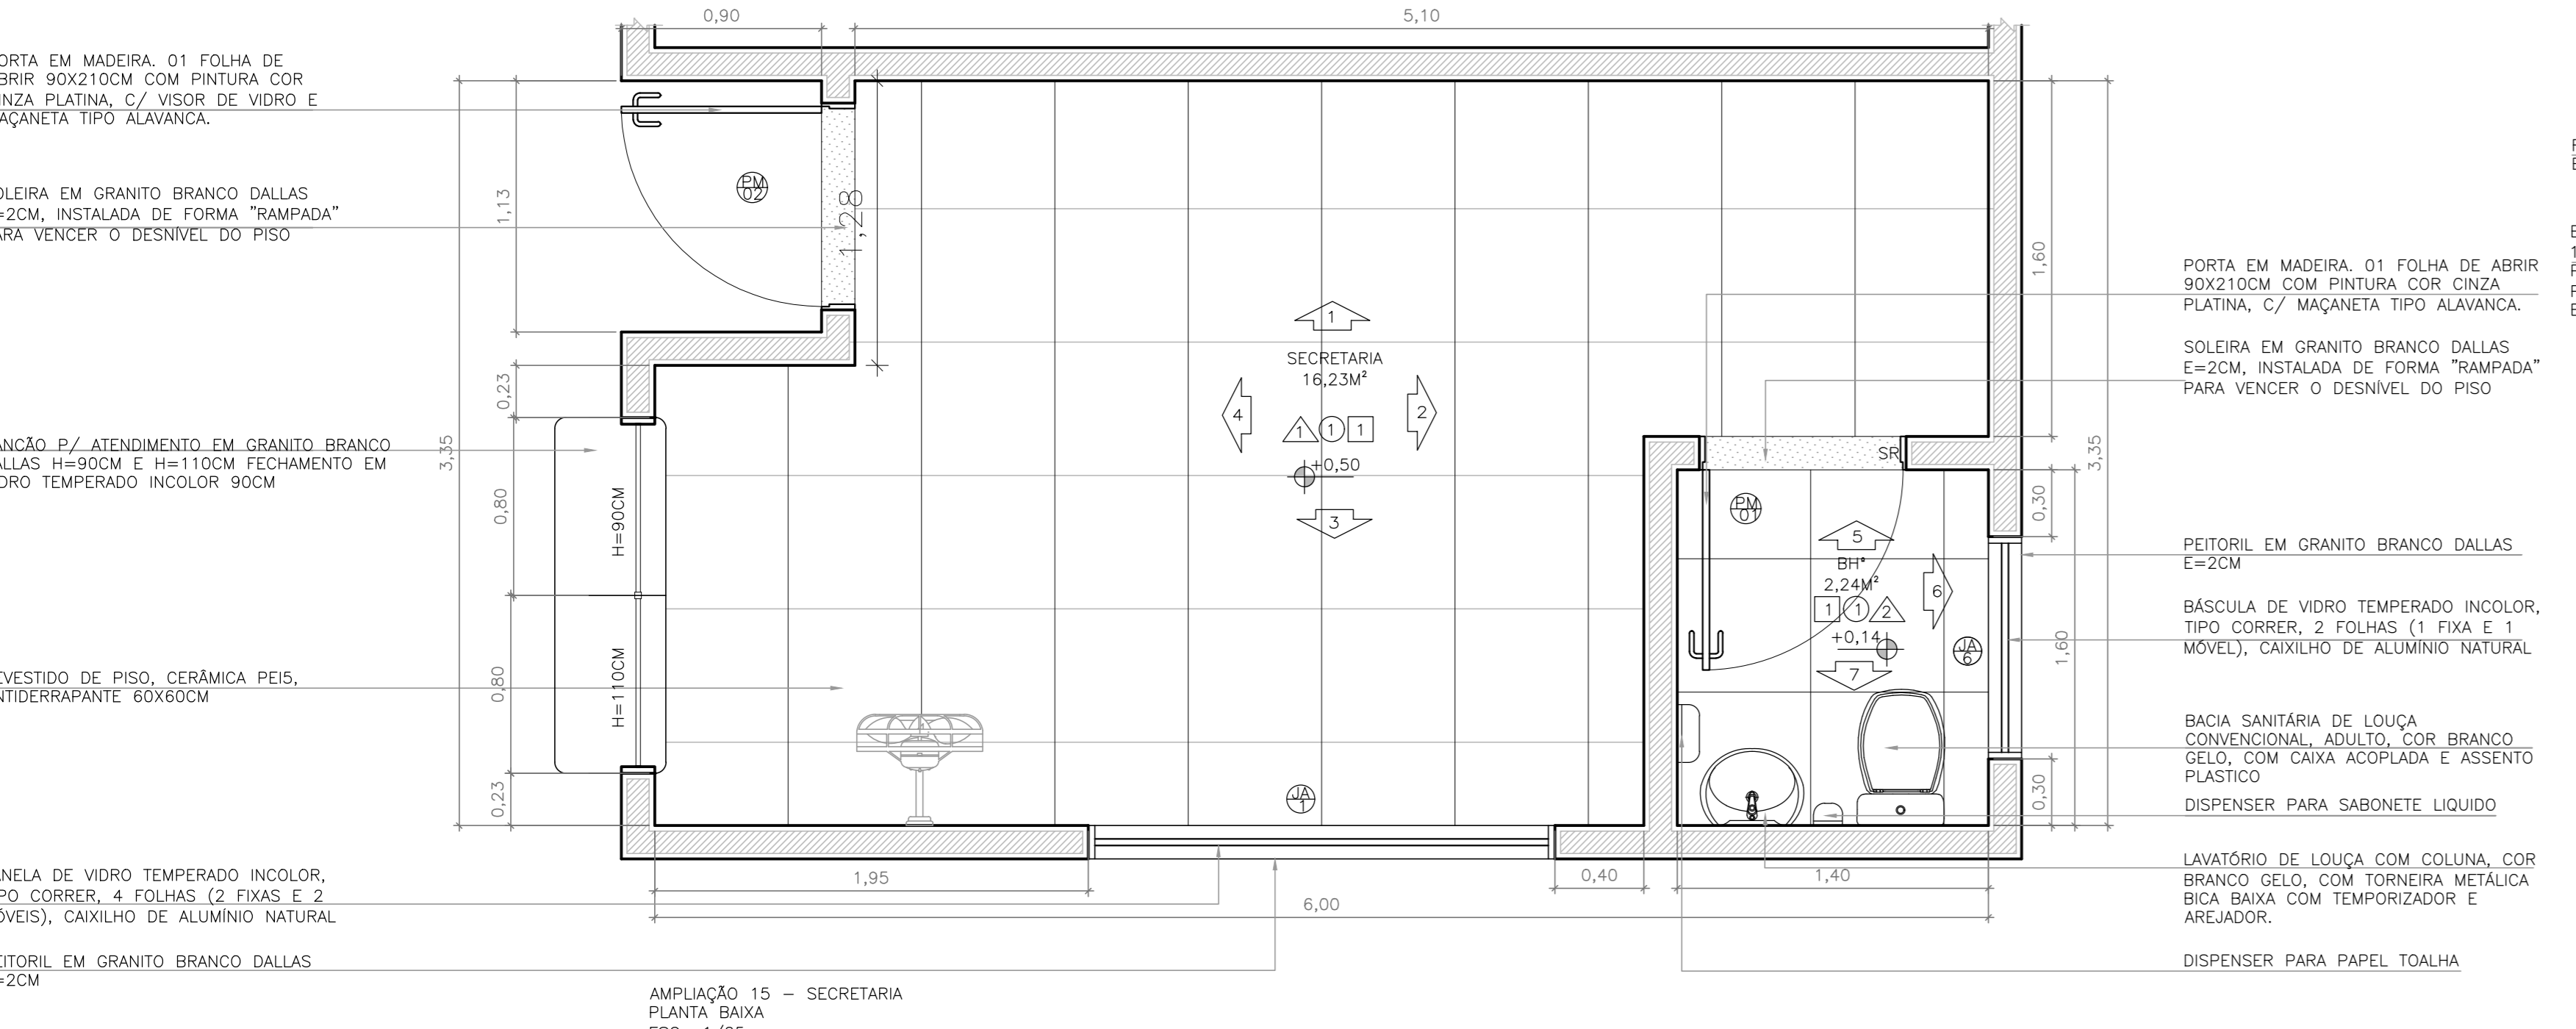 0,90
5,10
ORTA EM MADEIRA. 01 FOLHA DE
BRIR 90X210CM COM PINTURA COR
INZA PLATINA, C/ VISOR DE VIDRO E
AÇANETA TIPO ALAVANCA.
OLEIRA EM GRANITO BRANCO DALLAS
=2CM, INSTALADA DE FORMA "RAMPADA"
ARA VENCER O DESNÍVEL DO PISO
ANCÃO P/ ATENDIMENTO EM GRANITO BRANCO
ALLAS H=90CM E H=110CM FECHAMENTO EM
IDRO TEMPERADO INCOLOR 90CM
EVESTIDO DE PISO, CERÂMICA PEI5,
NTIDERRAPANTE 60X60CM
ANELA DE VIDRO TEMPERADO INCOLOR,
IPO CORRER, 4 FOLHAS (2 FIXAS E 2
ÓVEIS), CAIXILHO DE ALUMÍNIO NATURAL
EITORIL EM GRANITO BRANCO DALLAS
=2CM
3,35
1,13
0,23
0,80
0,80
0,23
PM
02
1,28
H=90CM
H=110CM
1
SECRETARIA
16,23M²
4
2
1
1
1
+0,50
3
JA
1
SR
PM
01
5
BH°
2,24M²
6
1
1
2
+0,14
JA
6
7
1,60
0,30
3,35
1,60
0,30
1,95
0,40
1,40
6,00
PORTA EM MADEIRA. 01 FOLHA DE ABRIR
90X210CM COM PINTURA COR CINZA
PLATINA, C/ MAÇANETA TIPO ALAVANCA.
SOLEIRA EM GRANITO BRANCO DALLAS
E=2CM, INSTALADA DE FORMA "RAMPADA"
PARA VENCER O DESNÍVEL DO PISO
PEITORIL EM GRANITO BRANCO DALLAS
E=2CM
BÁSCULA DE VIDRO TEMPERADO INCOLOR,
TIPO CORRER, 2 FOLHAS (1 FIXA E 1
MÓVEL), CAIXILHO DE ALUMÍNIO NATURAL
BACIA SANITÁRIA DE LOUÇA
CONVENCIONAL, ADULTO, COR BRANCO
GELO, COM CAIXA ACOPLADA E ASSENTO
PLASTICO
DISPENSER PARA SABONETE LIQUIDO
LAVATÓRIO DE LOUÇA COM COLUNA, COR
BRANCO GELO, COM TORNEIRA METÁLICA
BICA BAIXA COM TEMPORIZADOR E
AREJADOR.
DISPENSER PARA PAPEL TOALHA
AMPLIAÇÃO 15 – SECRETARIA
PLANTA BAIXA